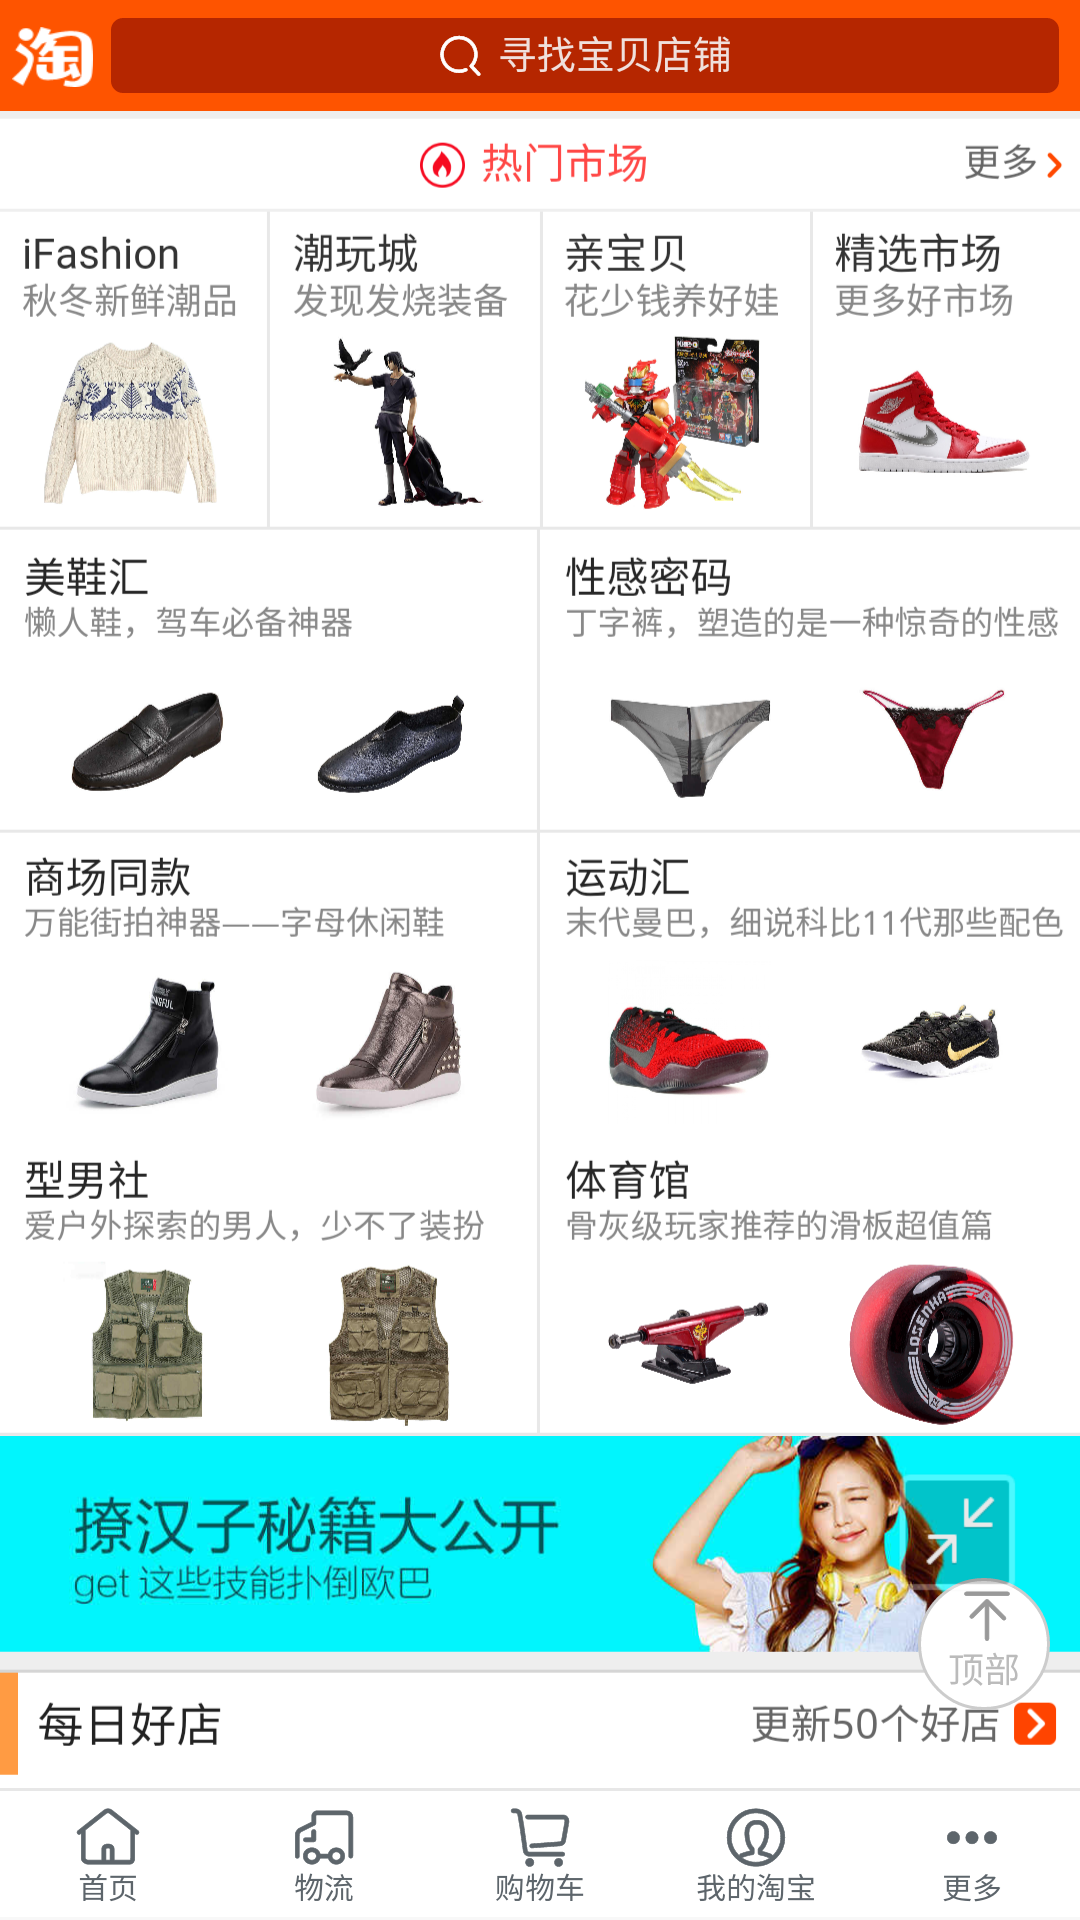 淘
寻找宝贝店铺
热门市场
更多
iFashion
秋冬新鲜潮品
潮玩城
发现发烧装备
亲宝贝
花少钱养好娃
精选市场
更多好市场
美鞋汇
懒人鞋，驾车必备神器
性感密码
丁字裤，塑造的是一种惊奇的性感
商场同款
万能街拍神器——字母休闲鞋
运动汇
末代曼巴，细说科比11代那些配色
型男社
爱户外探索的男人，少不了装扮
体育馆
骨灰级玩家推荐的滑板超值篇
撩汉子秘籍大公开
get 这些技能扑倒欧巴
顶部
每日好店
更新50个好店
首页
物流
购物车
我的淘宝
更多